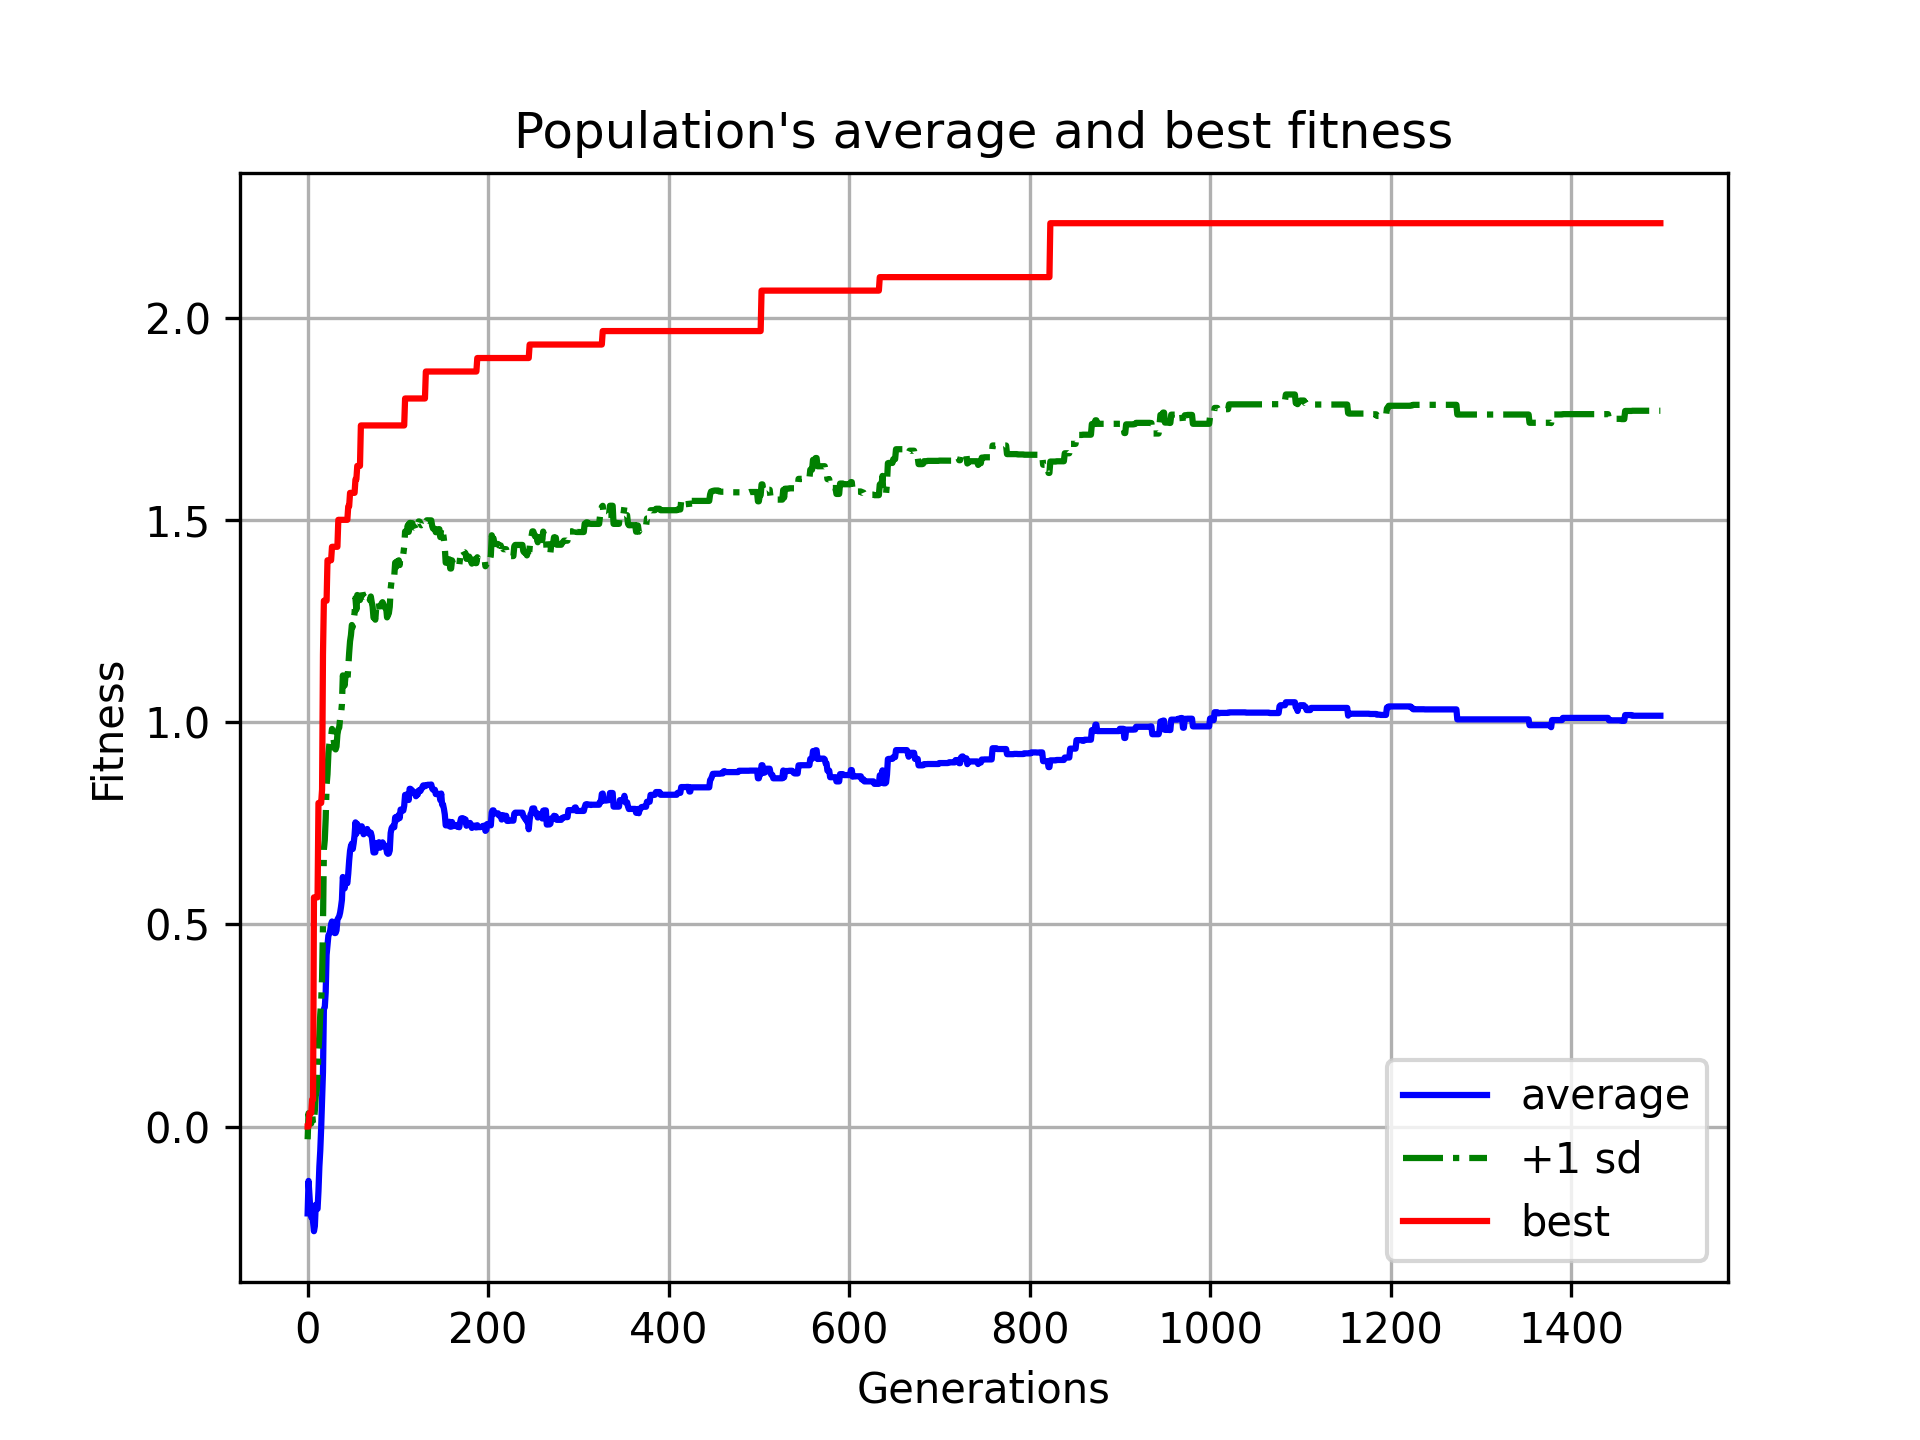 Population's average and best fitness
Fitness
2.0
1.5
1.0
0.5
0.0
0 200 400 600 800 1000 1200 1400
Generations
average
+1 sd
best